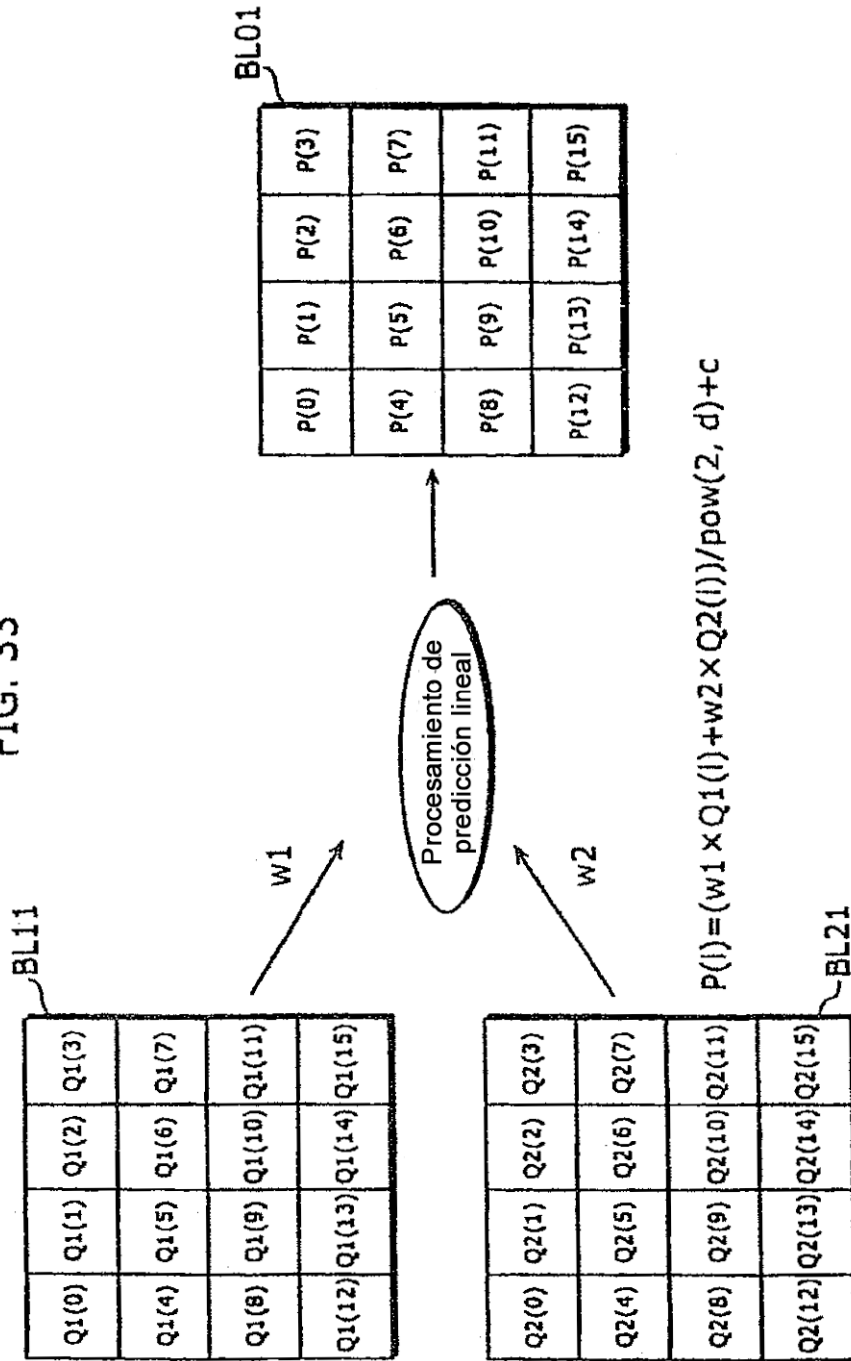 FIG. 33
BL11
Q1(0) Q1(1) Q1(2) Q1(3)
Q1(4) Q1(5) Q1(6) Q1(7)
Q1(8) Q1(9) Q1(10) Q1(11)
Q1(12) Q1(13) Q1(14) Q1(15)
w1
Procesamiento de
predicción lineal
BL01
P(0) P(1) P(2) P(3)
P(4) P(5) P(6) P(7)
P(8) P(9) P(10) P(11)
P(12) P(13) P(14) P(15)
w2
Q2(0) Q2(1) Q2(2) Q2(3)
Q2(4) Q2(5) Q2(6) Q2(7)
Q2(8) Q2(9) Q2(10) Q2(11)
Q2(12) Q2(13) Q2(14) Q2(15)
BL21
P(i)=(w1×Q1(i)+w2×Q2(i))/pow(2, d)+c